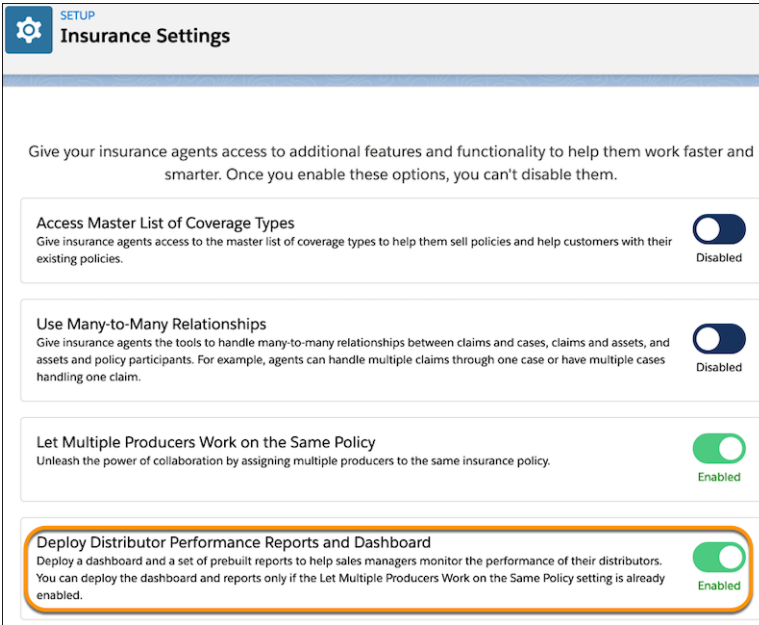 SETUP
Insurance Settings
Give your insurance agents access to additional features and functionality to help them work faster and
smarter. Once you enable these options, you can't disable them.
Access Master List of Coverage Types
Give insurance agents access to the master list of coverage types to help them sell policies and help customers with their
existing policies.
Disabled
Use Many-to-Many Relationships
Give insurance agents the tools to handle many-to-many relationships between claims and cases, claims and assets, and
assets and policy participants. For example, agents can handle multiple claims through one case or have multiple cases
handling one claim.
Disabled
Let Multiple Producers Work on the Same Policy
Unleash the power of collaboration by assigning multiple producers to the same insurance policy.
Enabled
Deploy Distributor Performance Reports and Dashboard
Deploy a dashboard and a set of prebuilt reports to help sales managers monitor the performance of their distributors.
You can deploy the dashboard and reports only if the Let Multiple Producers Work on the Same Policy setting is already
enabled.
Enabled